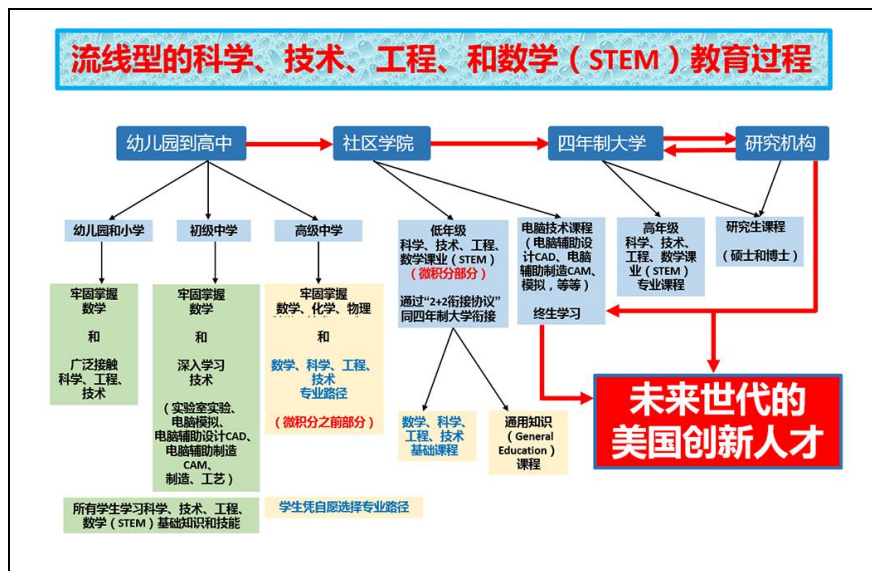 流线型的科学、技术、工程、和数学(STEM)教育过程
幼儿园到高中
社区学院
四年制大学
研究机构
幼儿园和小学
初级中学
高级中学
低年级
科学、技术、工程、
数学课业(STEM)
(微积分部分)
通过“2+2衔接协议”
同四年制大学衔接
电脑技术课程
(电脑辅助设
计CAD、电脑
辅助制造CAM、
模拟,等等)
终生学习
高年级
科学、技术、
工程、数学课
业(STEM)
专业课程
研究生课程
(硕士和博士)
牢固掌握
数学
和
广泛接触
科学、工程、
技术
牢固掌握
数学
和
深入学习
技术
(实验室实验、
电脑模拟、
电脑辅助设计CAD、
电脑辅助制造
CAM、
制造、工艺)
牢固掌握
数学、化学、物理
和
数学、科学、工程、
技术
专业路径
(微积分之前部分)
数学、科学、
工程、技术
基础课程
通用知识
(General
Education)
课程
未来世代的
美国创新人才
所有学生学习科学、技术、工程、
数学(STEM)基础知识和技能
学生凭自愿选择专业路径